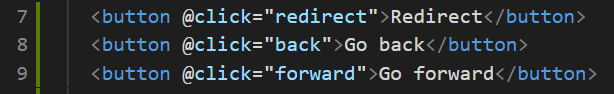 7 <button @click="redirect">Redirect</button>
8 <button @click="back">Go back</button>
9 <button @click="forward">Go forward</button>